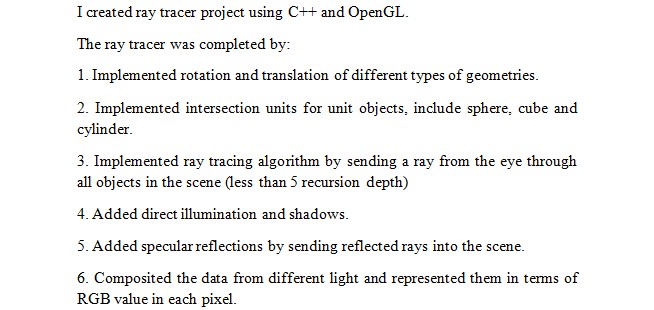 I created ray tracer project using C++ and OpenGL.
The ray tracer was completed by:
1. Implemented rotation and translation of different types of geometries.
2. Implemented intersection units for unit objects, include sphere, cube and
cylinder.
3. Implemented ray tracing algorithm by sending a ray from the eye through
all objects in the scene (less than 5 recursion depth)
4. Added direct illumination and shadows.
5. Added specular reflections by sending reflected rays into the scene.
6. Composited the data from different light and represented them in terms of
RGB value in each pixel.